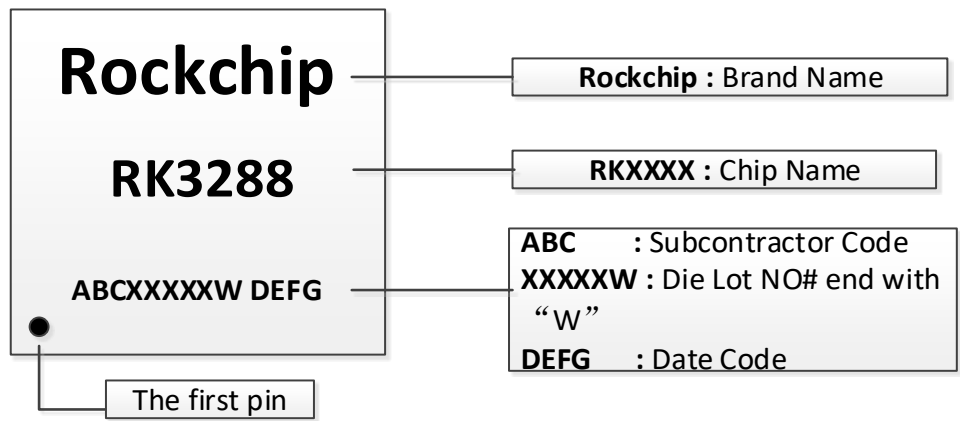 Rockchip
RK3288
ABCXXXXXW DEFG
The first pin
Rockchip : Brand Name
RKXXXX : Chip Name
ABC : Subcontractor Code
XXXXXW : Die Lot NO# end with
“W”
DEFG : Date Code